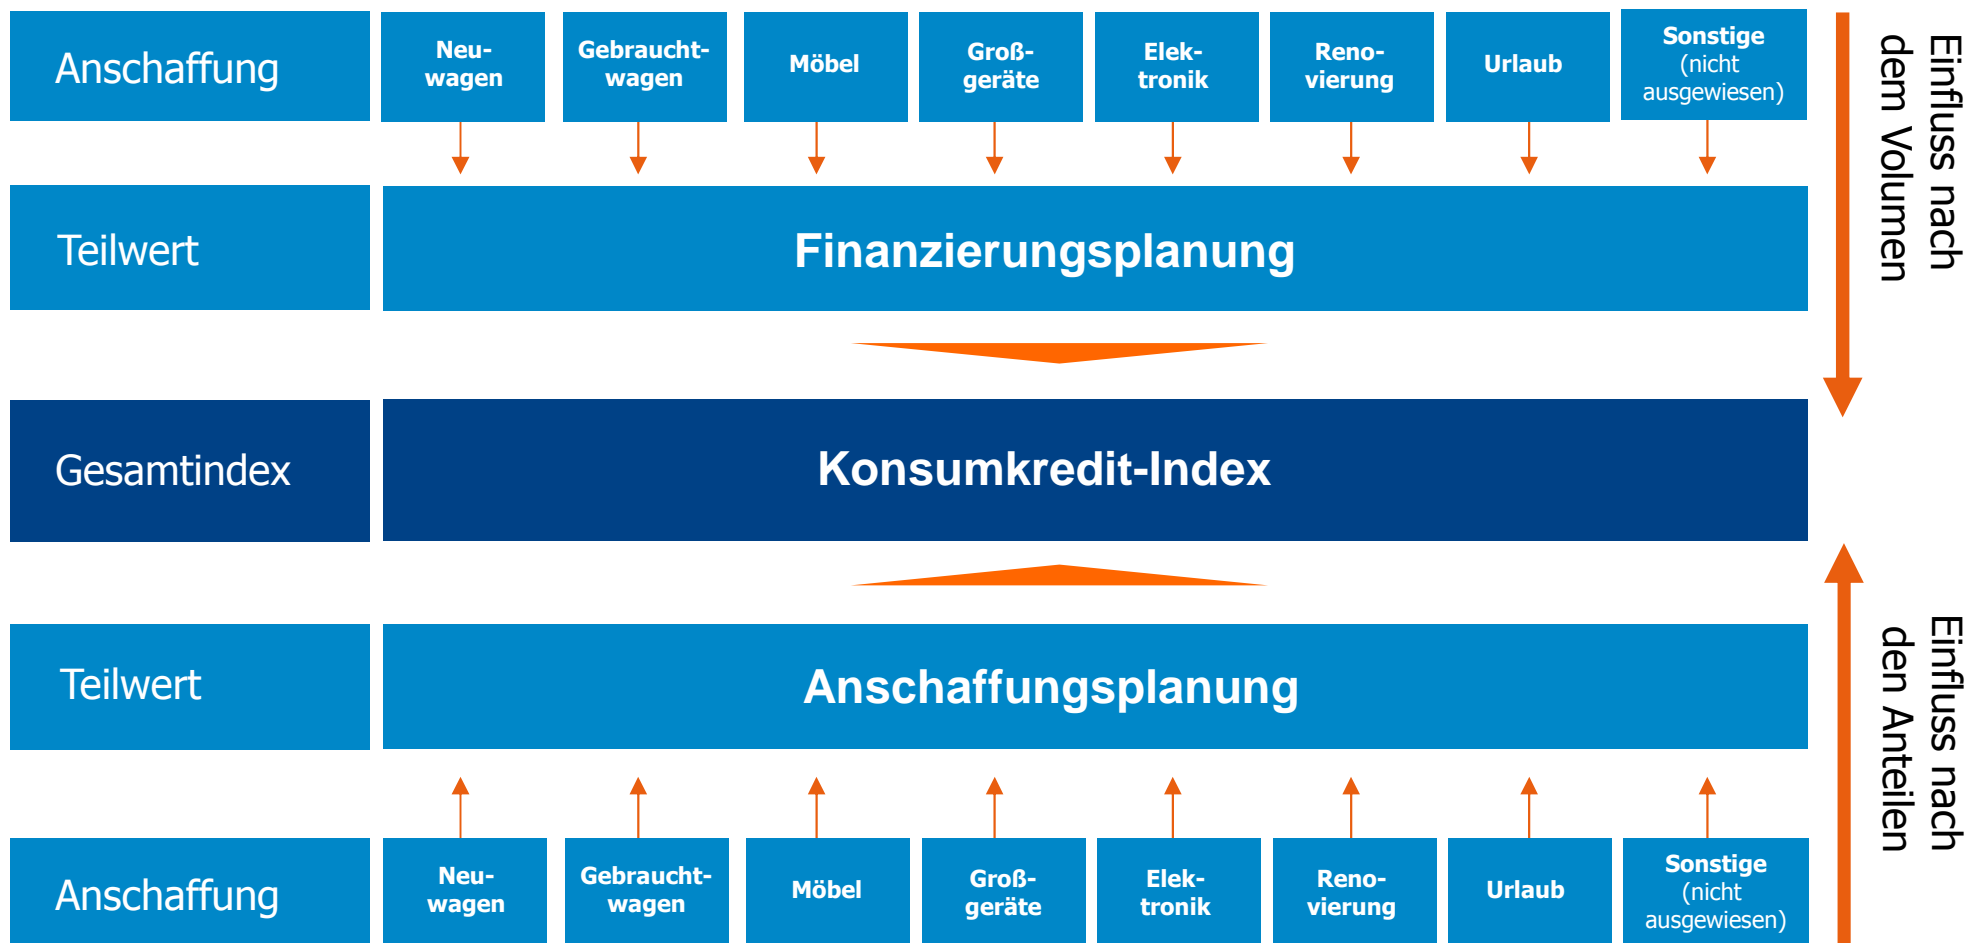 Anschaffung
Neu-
wagen
Gebraucht-
wagen
Möbel
Groß-
geräte
Elek-
tronik
Reno-
vierung
Urlaub
Sonstige
(nicht
ausgewiesen)
Einfluss nach
dem Volumen
Teilwert
Finanzierungsplanung
Gesamtindex
Konsumkredit-Index
Teilwert
Anschaffungsplanung
Einfluss nach
den Anteilen
Anschaffung
Neu-
wagen
Gebraucht-
wagen
Möbel
Groß-
geräte
Elek-
tronik
Reno-
vierung
Urlaub
Sonstige
(nicht
ausgewiesen)